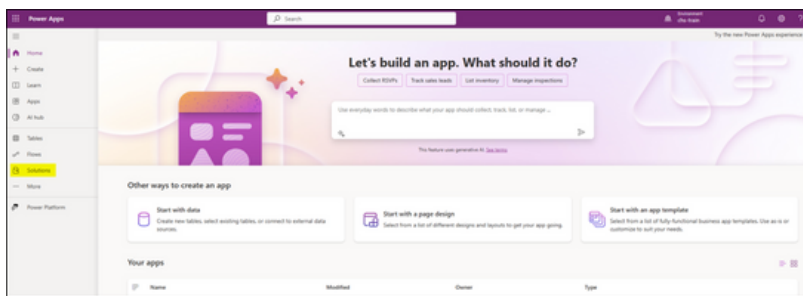 Power Apps
Search
Environment
Try the new Power Apps experience
Home
Create
Learn
Apps
AI hub
Tables
Flows
Solutions
More
Power Platform
Let's build an app. What should it do?
Collect RSVPs
Track sales leads
List inventory
Manage inspections
Use everyday words to describe what your app should collect, track, list, or manage ...
This feature uses generative AI. See terms
Other ways to create an app
Start with data
Create new tables, select existing tables, or connect to external data
sources.
Start with a page design
Select from a list of different designs and layouts to get your app going.
Start with an app template
Select from a list of fully-functional business app templates. Use as-is or
customize to suit your needs.
Your apps
Name
Modified
Owner
Type